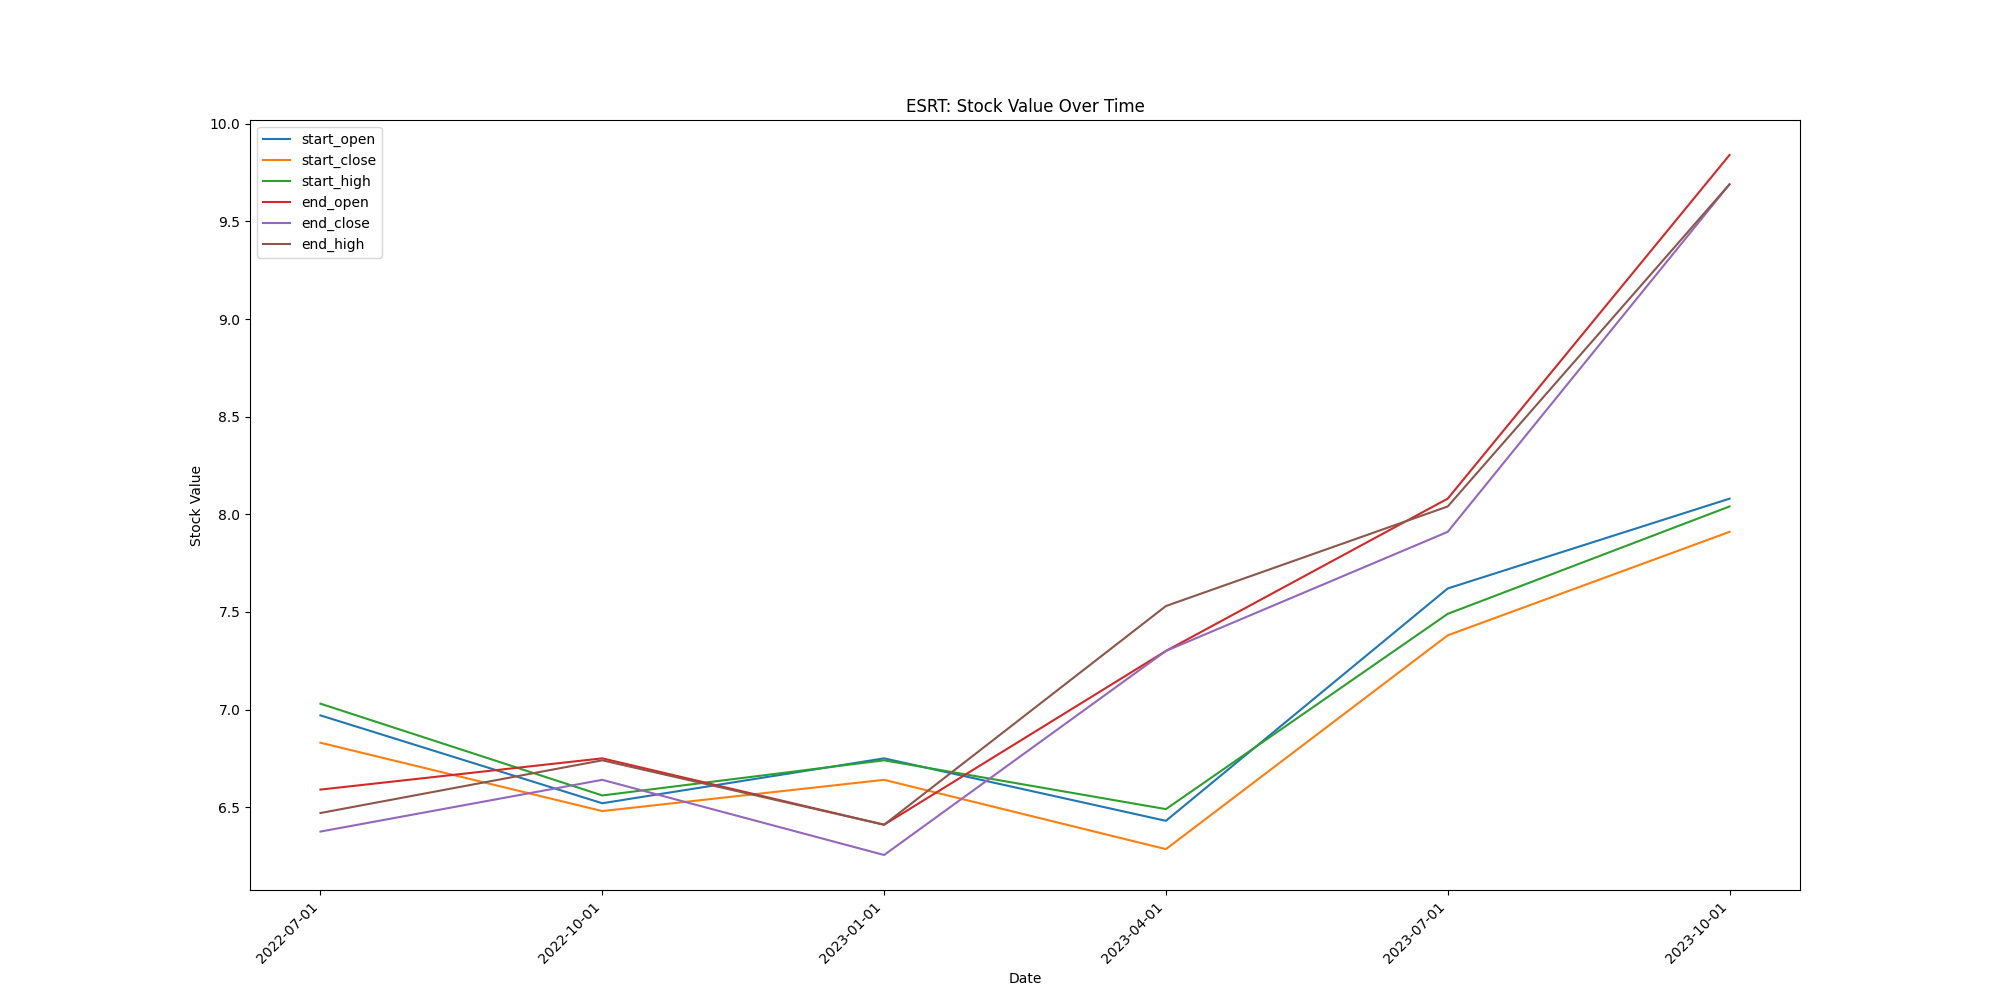 ESRT: Stock Value Over Time
10.0
9.5
9.0
8.5
8.0
7.5
7.0
6.5
Stock Value
start_open
start_close
start_high
end_open
end_close
end_high
2022-07-01
2022-10-01
2023-01-01
2023-04-01
2023-07-01
2023-10-01
Date